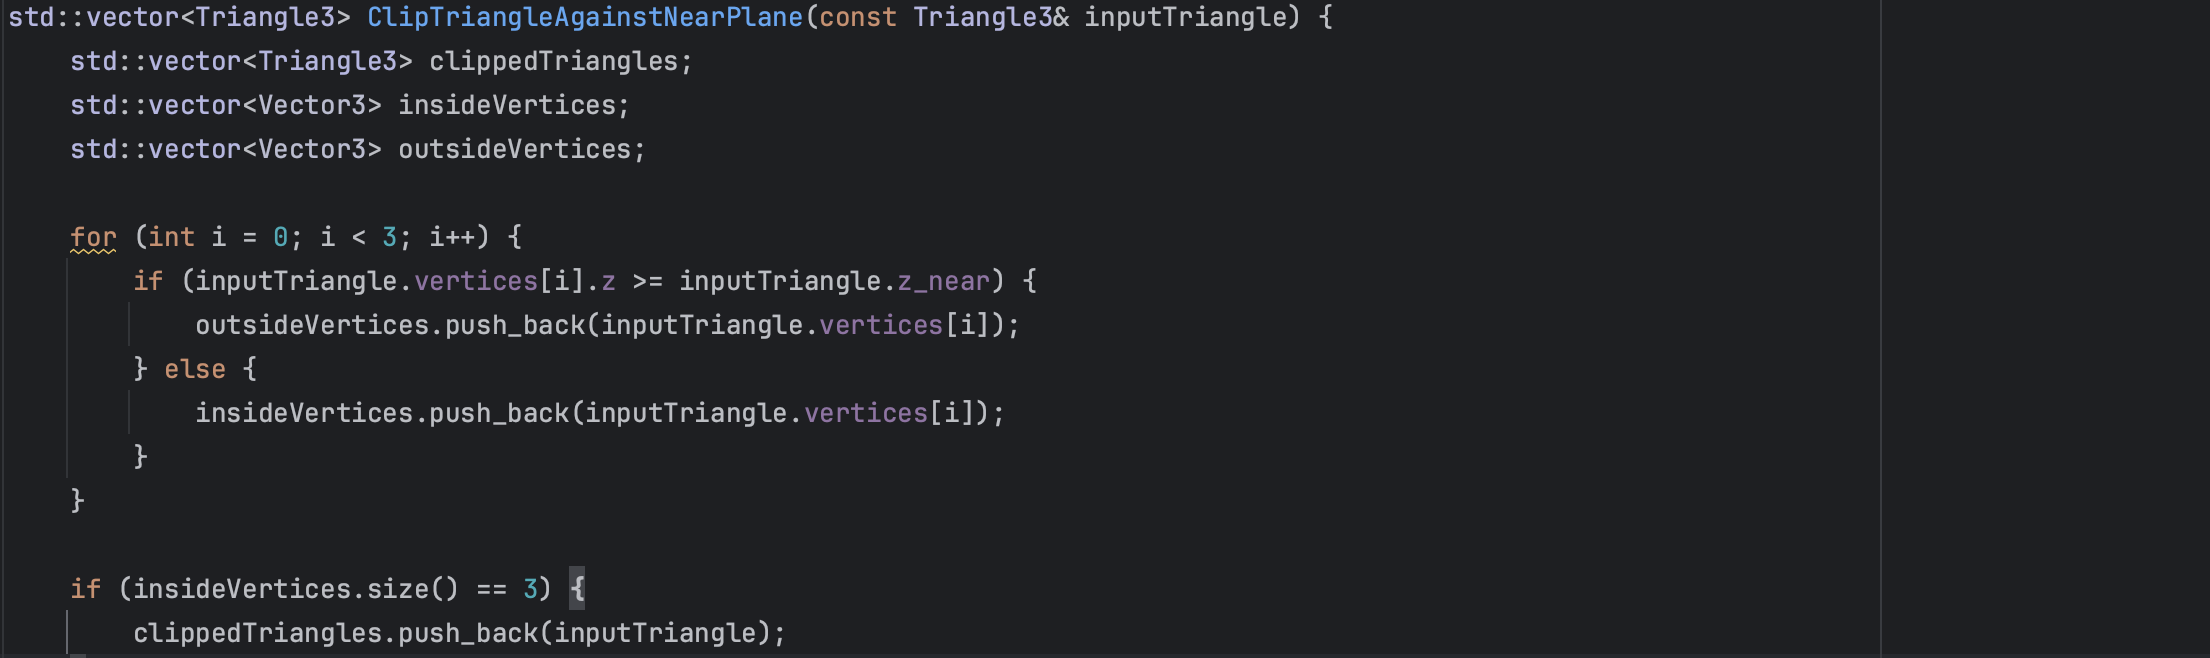 std::vector<Triangle3> ClipTriangleAgainstNearPlane(const Triangle3& inputTriangle) {
    std::vector<Triangle3> clippedTriangles;
    std::vector<Vector3> insideVertices;
    std::vector<Vector3> outsideVertices;

    for (int i = 0; i < 3; i++) {
        if (inputTriangle.vertices[i].z >= inputTriangle.z_near) {
            outsideVertices.push_back(inputTriangle.vertices[i]);
        } else {
            insideVertices.push_back(inputTriangle.vertices[i]);
        }
    }

    if (insideVertices.size() == 3) {
        clippedTriangles.push_back(inputTriangle);